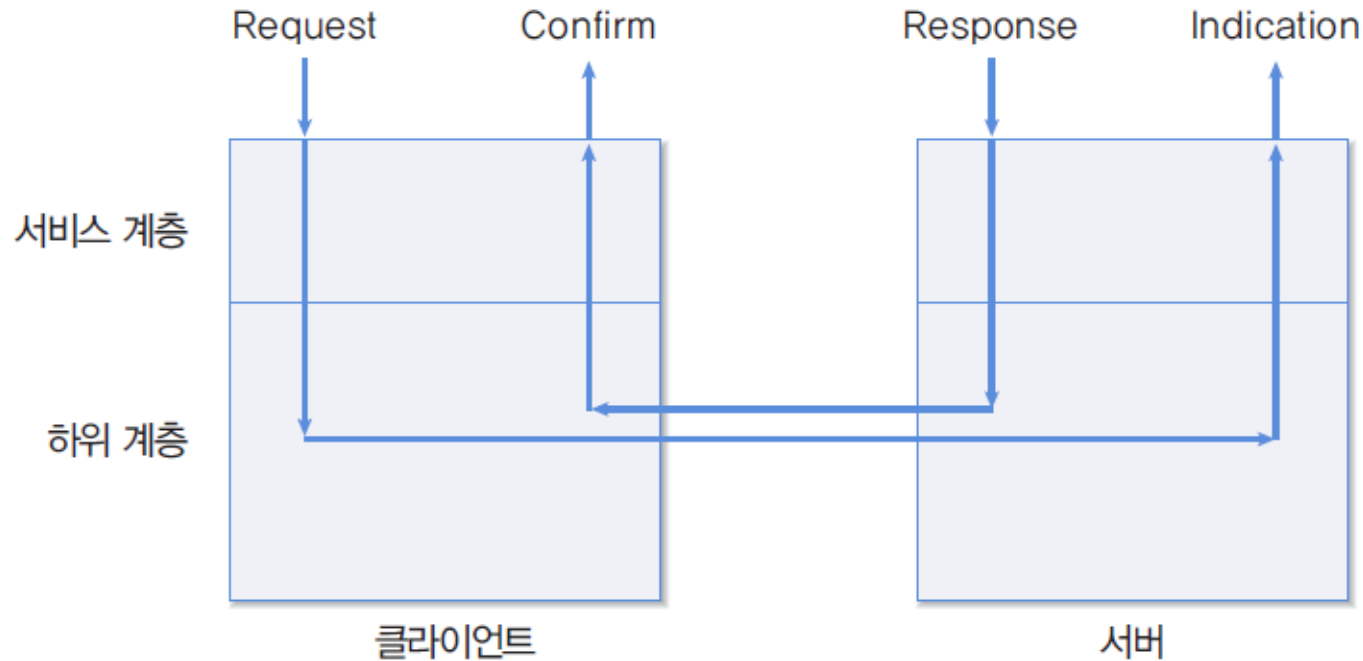 Request
Confirm
Response
Indication
서비스 계층
하위 계층
클라이언트
서버